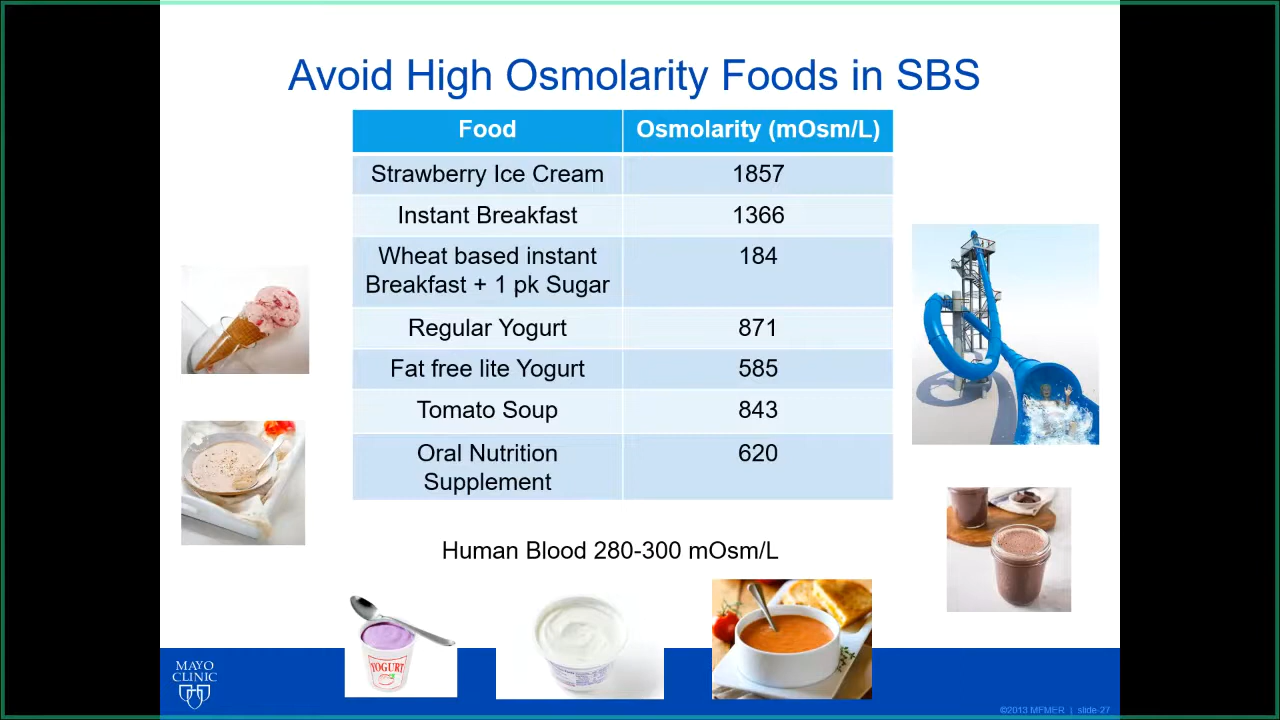 Avoid High Osmolarity Foods in SBS
Food Osmolarity (mOsm/L)
Strawberry Ice Cream 1857
Instant Breakfast 1366
Wheat based instant 184
Breakfast + 1 pk Sugar
Regular Yogurt 871
Fat free lite Yogurt 585
Tomato Soup 843
Oral Nutrition 620
Supplement
Human Blood 280-300 mOsm/L
YOGURT
MAYO
CLINIC
©2013 MFMER | slide-27